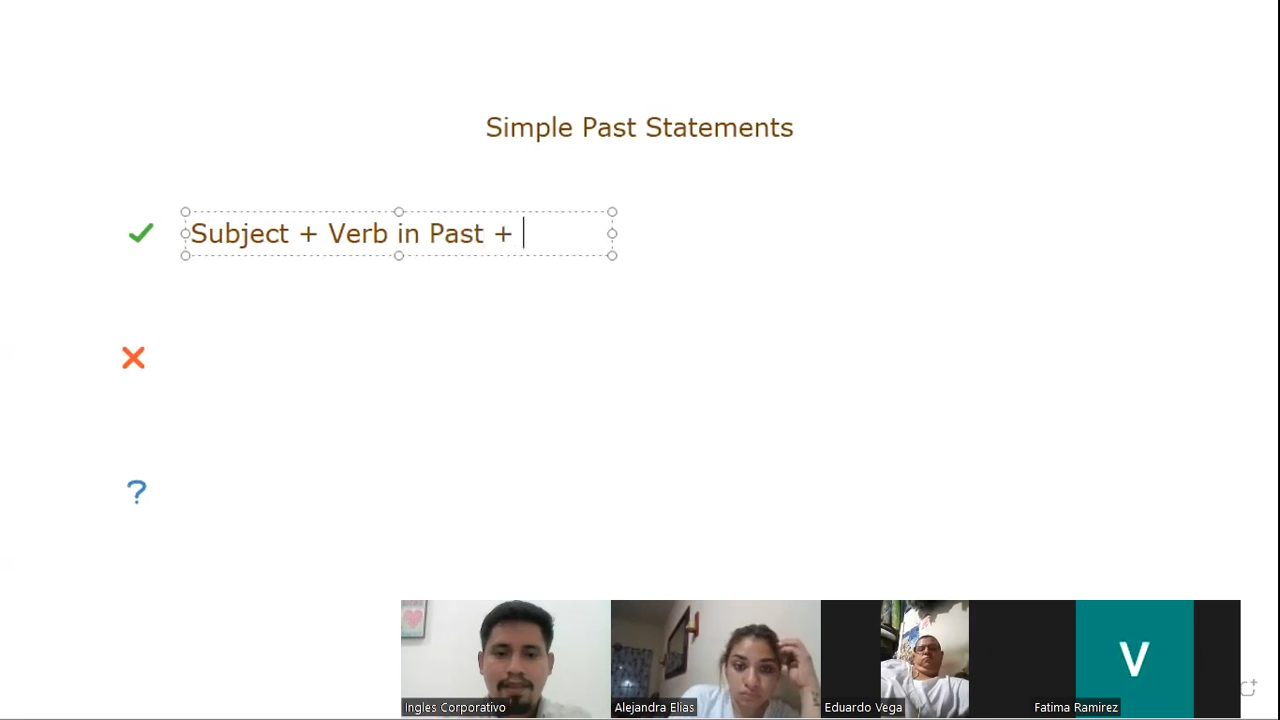 Simple Past Statements
Subject + Verb in Past +
?
Ingles Corporativo
Alejandra Elias
Eduardo Vega
Fatima Ramirez
V